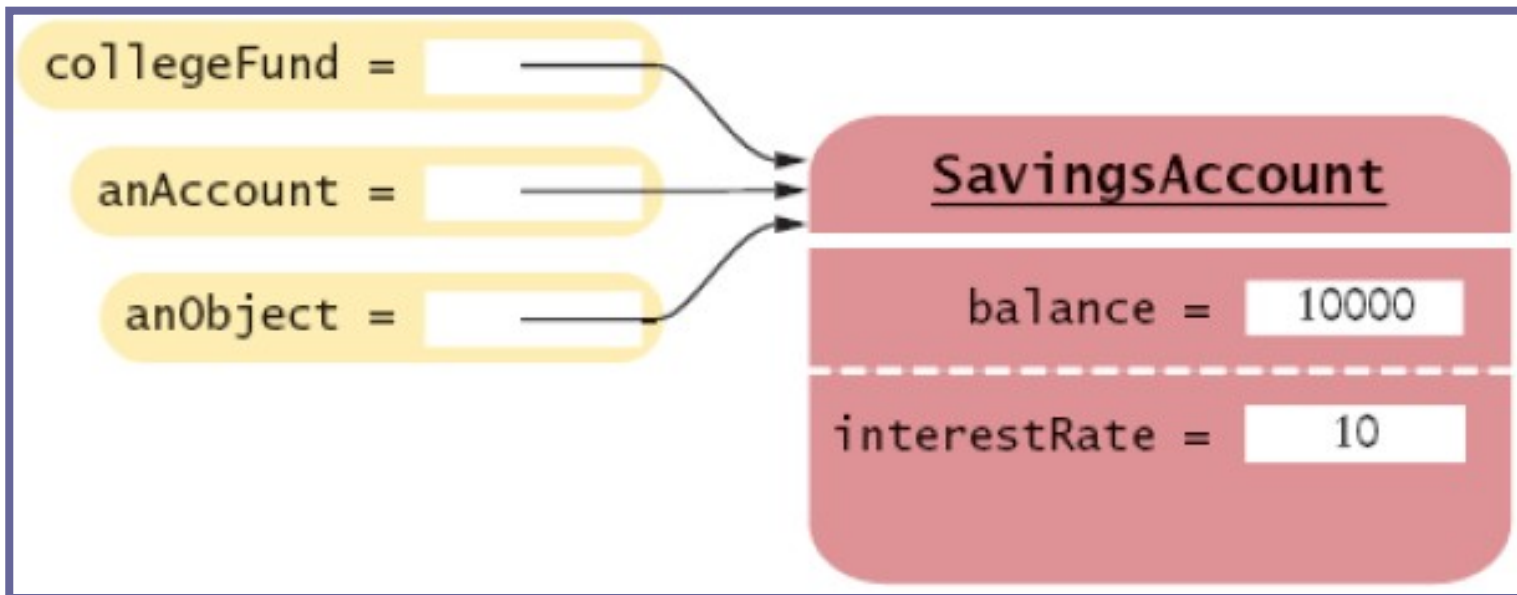 collegeFund =
anAccount =
anObject =
SavingsAccount
balance = 10000
interestRate = 10